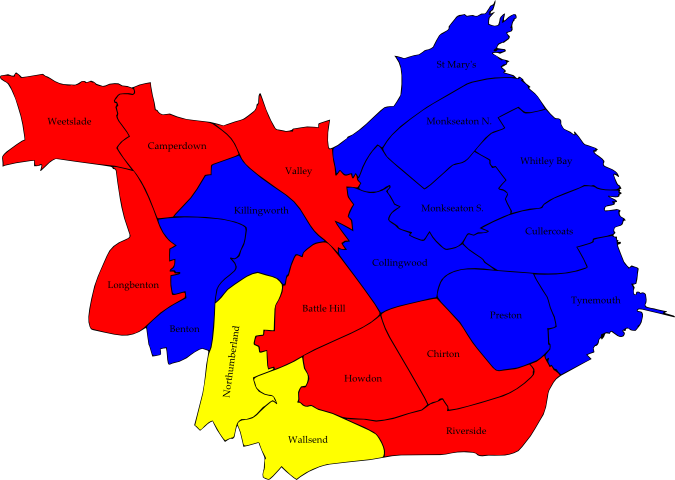 St Mary's
Monkseaton N.
Weetslade
Camperdown
Whitley Bay
Valley
Killingworth
Monkseaton S.
Cullercoats
Collingwood
Longbenton
Tynemouth
Battle Hill
Preston
Benton
Northumberland
Chirton
Howdon
Riverside
Wallsend